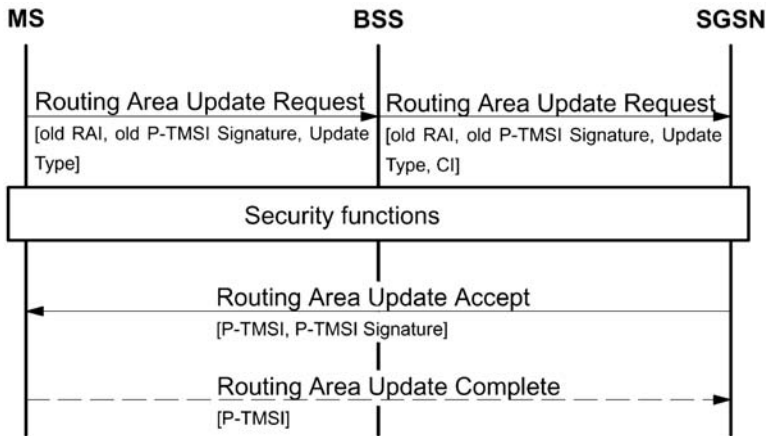 MS BSS SGSN
Routing Area Update Request Routing Area Update Request
[old RAI, old P-TMSI Signature, Update [old RAI, old P-TMSI Signature, Update
Type] Type, CI]
Security functions
Routing Area Update Accept
[P-TMSI, P-TMSI Signature]
Routing Area Update Complete
[P-TMSI]